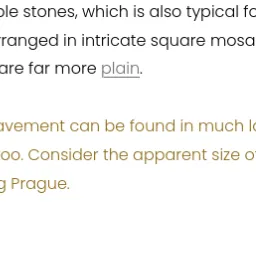 ble stones, which is also typical fo
rranged in intricate square mosa
are far more plain.
avement can be found in much lo
oo. Consider the apparent size of
g Prague.